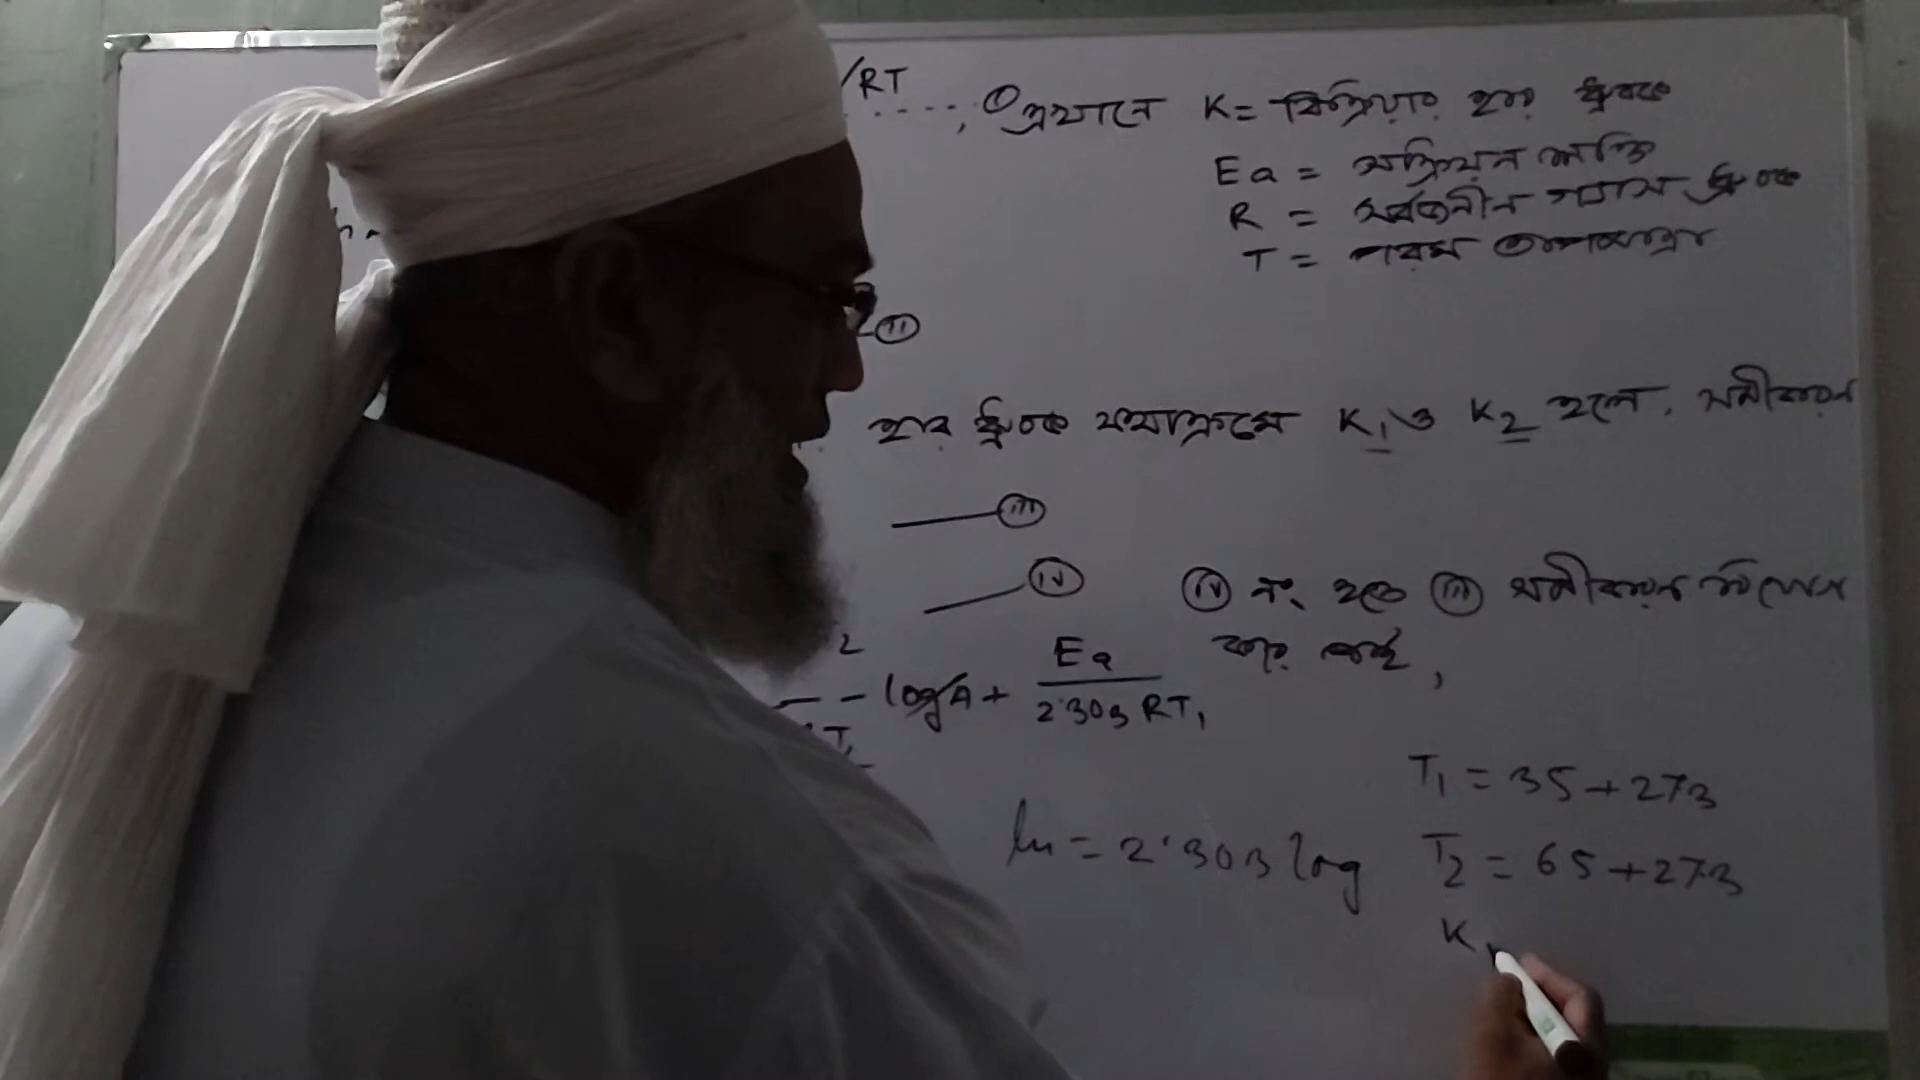 /RT
..., ① এখানে K = বিক্রিয়ার হার ধ্রুবক
Ea = সক্রিয়ন শক্তি
R = সর্বজনীন গ্যাস ধ্রুবক
T = পরম তাপমাত্রা
(ii)
হার ধ্রুবক যথাক্রমে K₁ ও K₂ হলে, সমীকরণ
(iii)
(iv)
(iv) নং হতে (iii) সমীকরণ বিয়োগ
করে পাই,
2
- log A + Ea / 2.303 RT₁
T₁ = 35 + 273
ln = 2.303 log
T₂ = 65 + 273
K₁